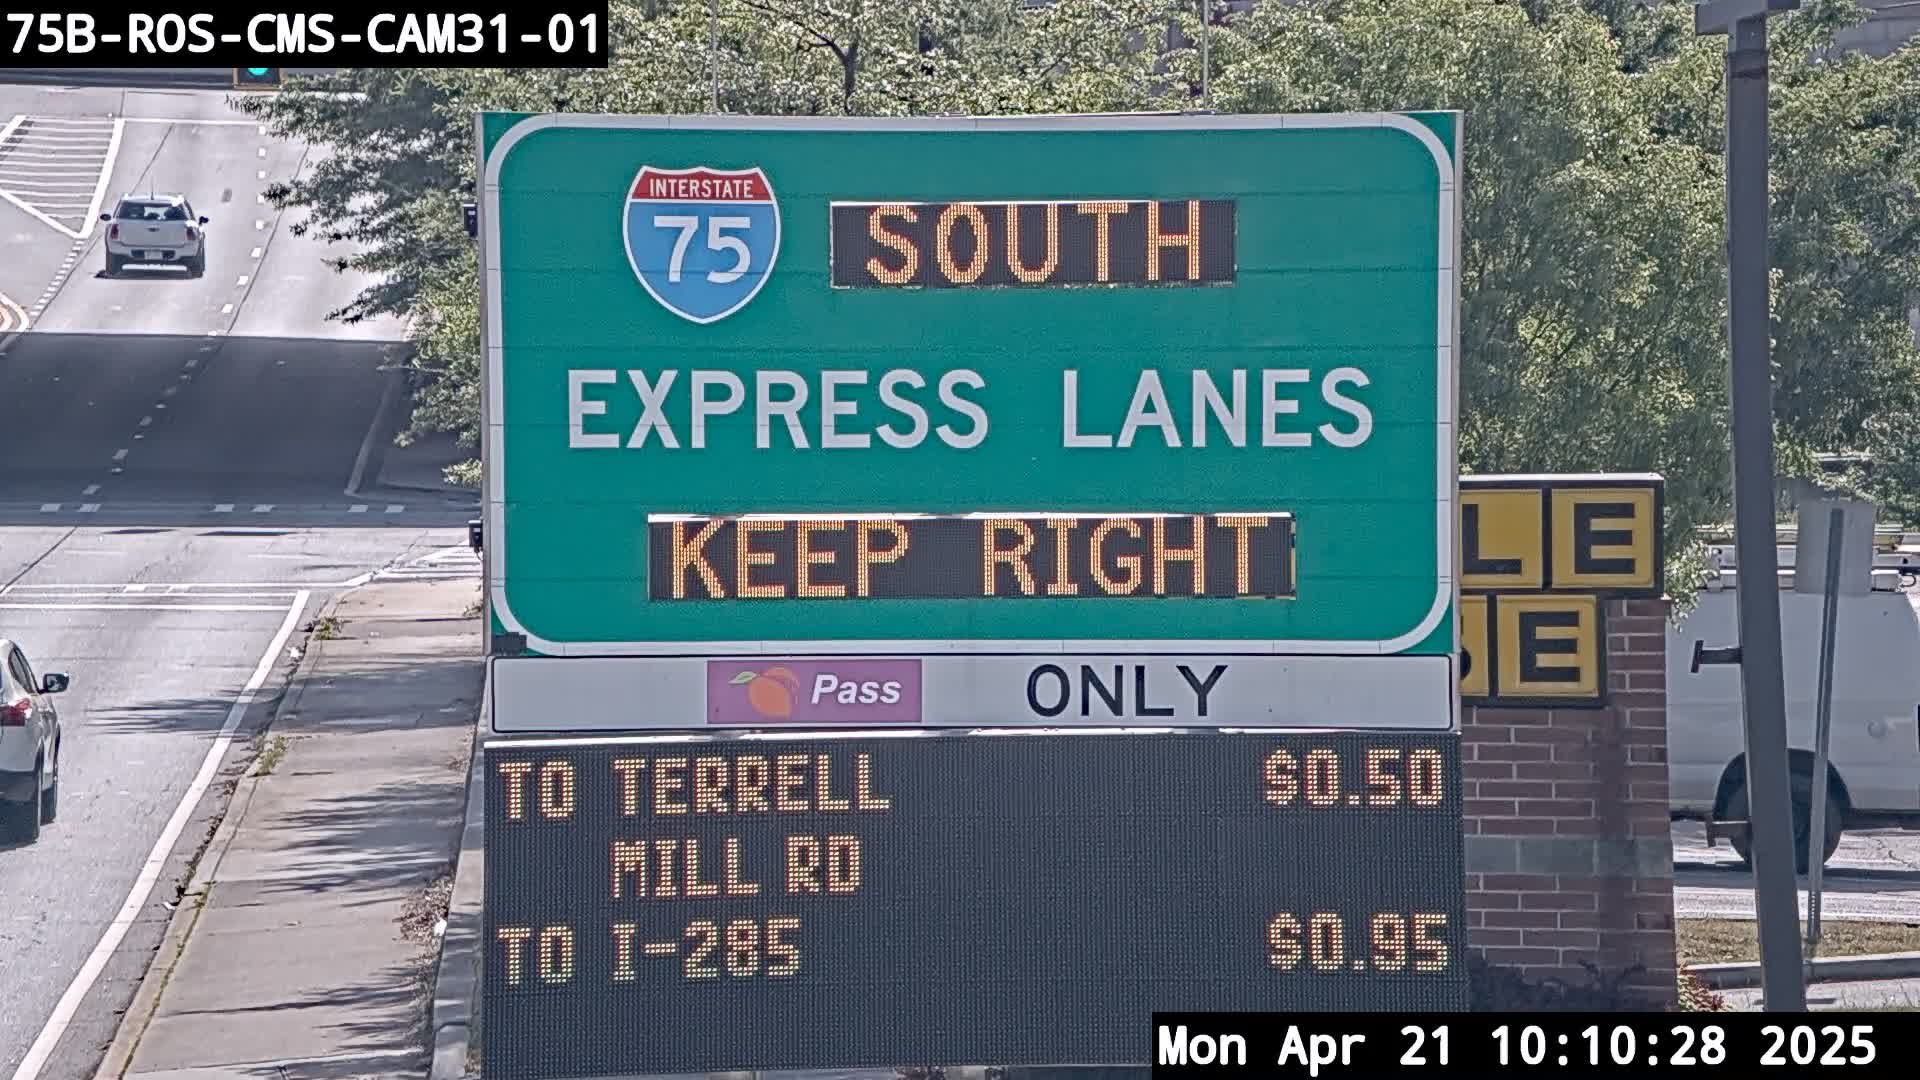 75B-ROS-CMS-CAM31-01
INTERSTATE
75
SOUTH
EXPRESS LANES
KEEP RIGHT
Pass ONLY
TO TERRELL $0.50
MILL RD
TO I-285 $0.95
LE
E
Mon Apr 21 10:10:28 2025